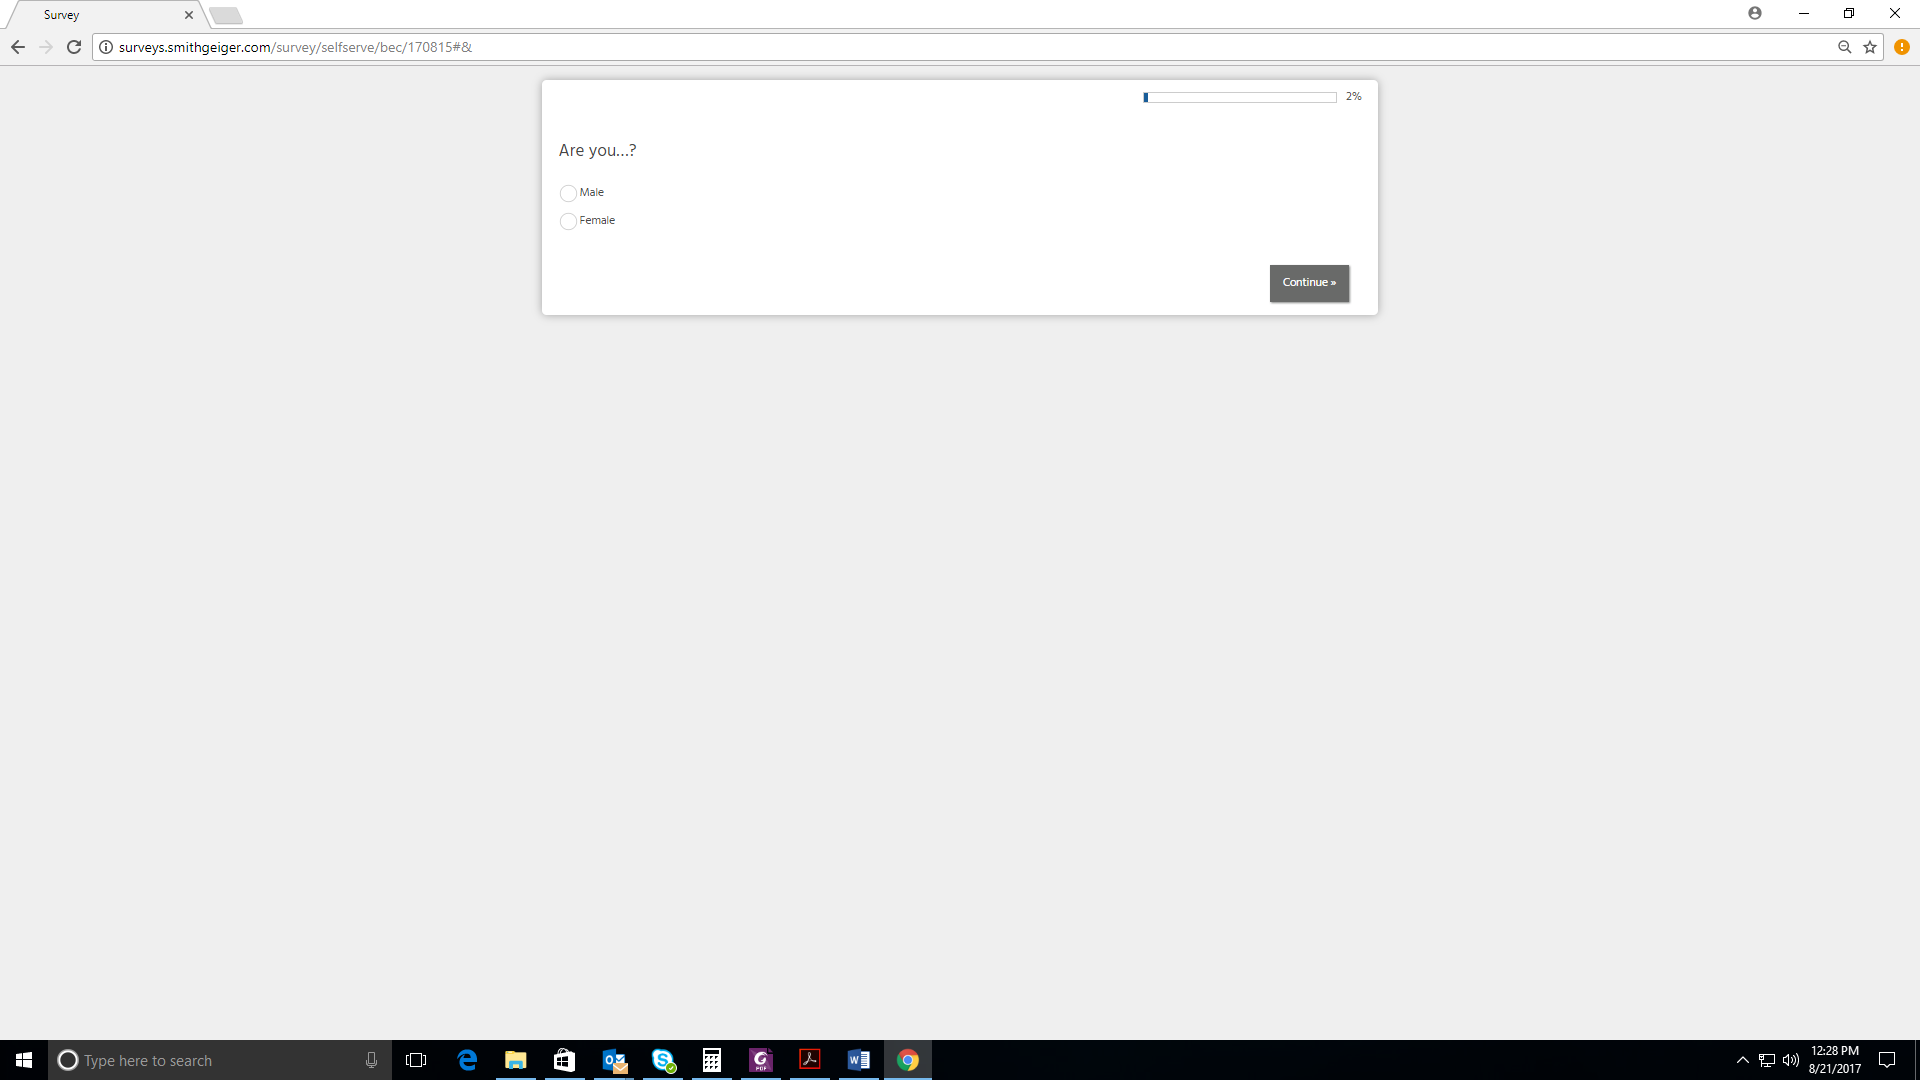 Survey
surveys.smithgeiger.com/survey/selfserve/bec/170815#&
2%
Are you...?
Male
Female
Continue »
Type here to search
12:28 PM
8/21/2017